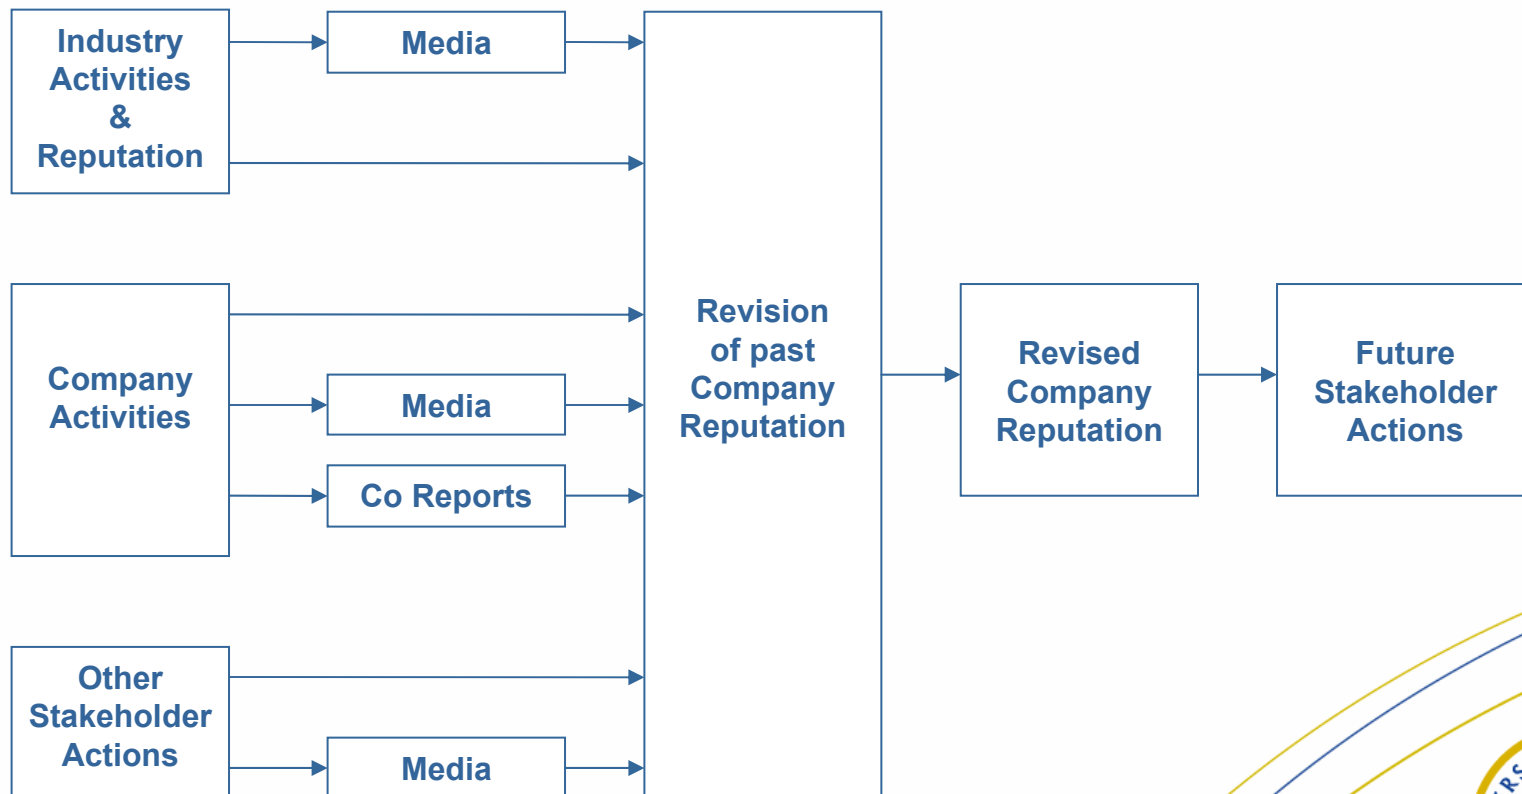 Industry
Activities
&
Reputation
Media
Company
Activities
Media
Co Reports
Other
Stakeholder
Actions
Media
Revision
of past
Company
Reputation
Revised
Company
Reputation
Future
Stakeholder
Actions